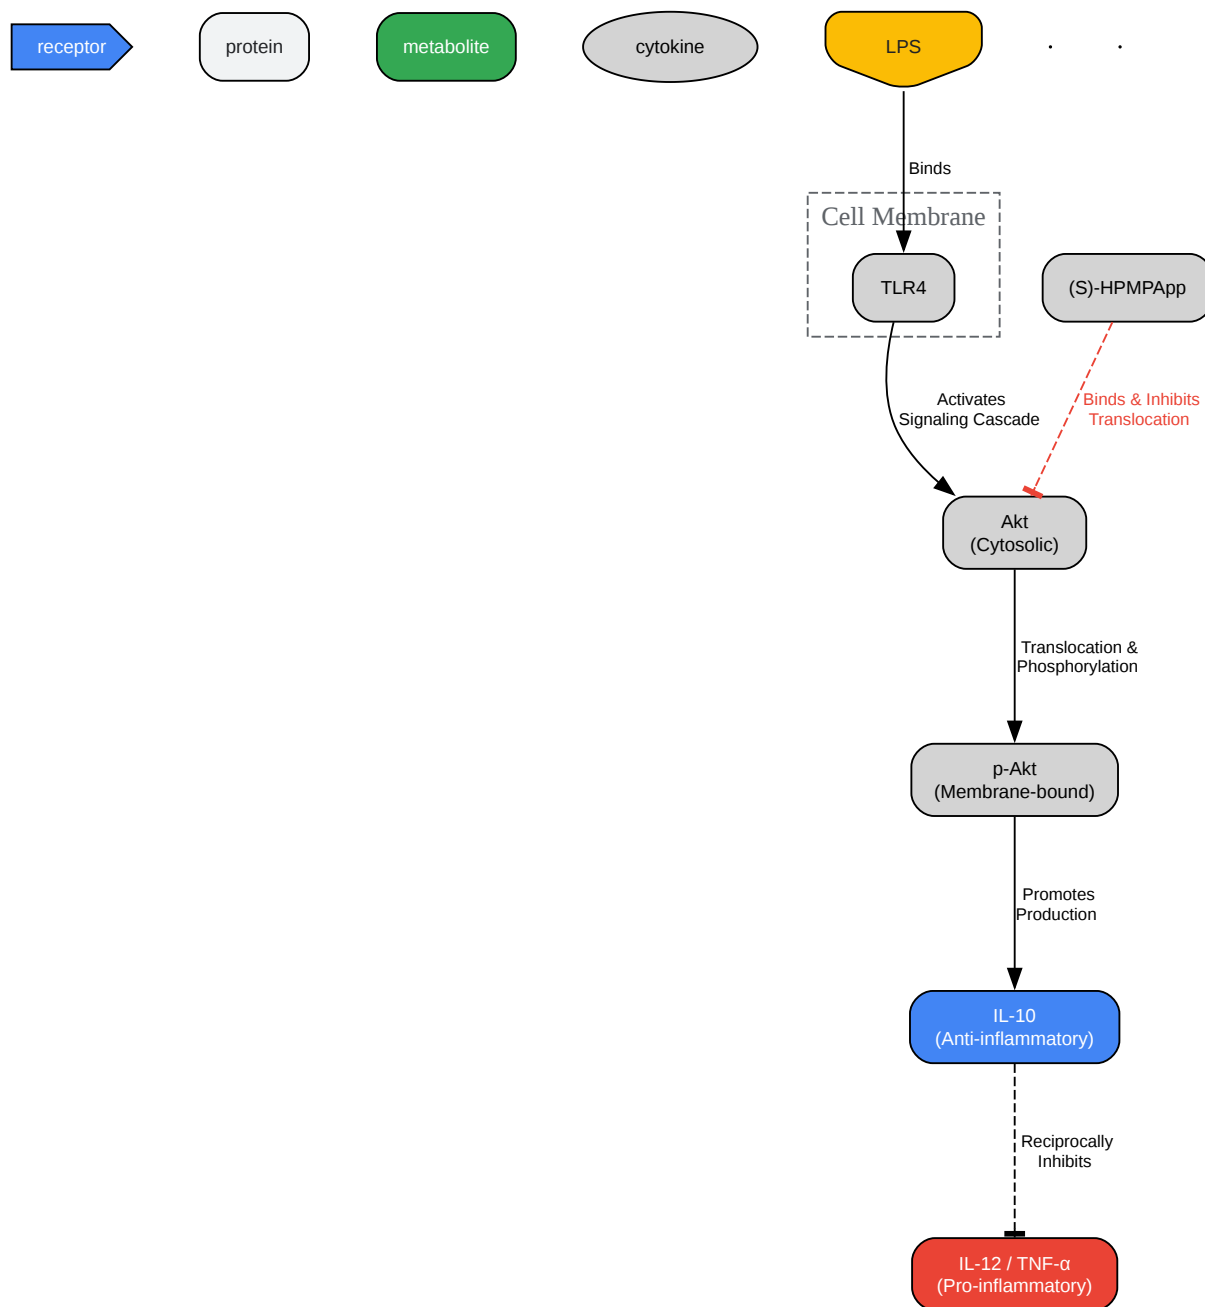 receptor
protein
metabolite
cytokine
LPS
Binds
Cell Membrane
TLR4
(S)-HPMPApp
Activates
Signaling Cascade
Binds & Inhibits
Translocation
Akt
(Cytosolic)
Translocation &
Phosphorylation
p-Akt
(Membrane-bound)
Promotes
Production
IL-10
(Anti-inflammatory)
Reciprocally
Inhibits
IL-12 / TNF-α
(Pro-inflammatory)